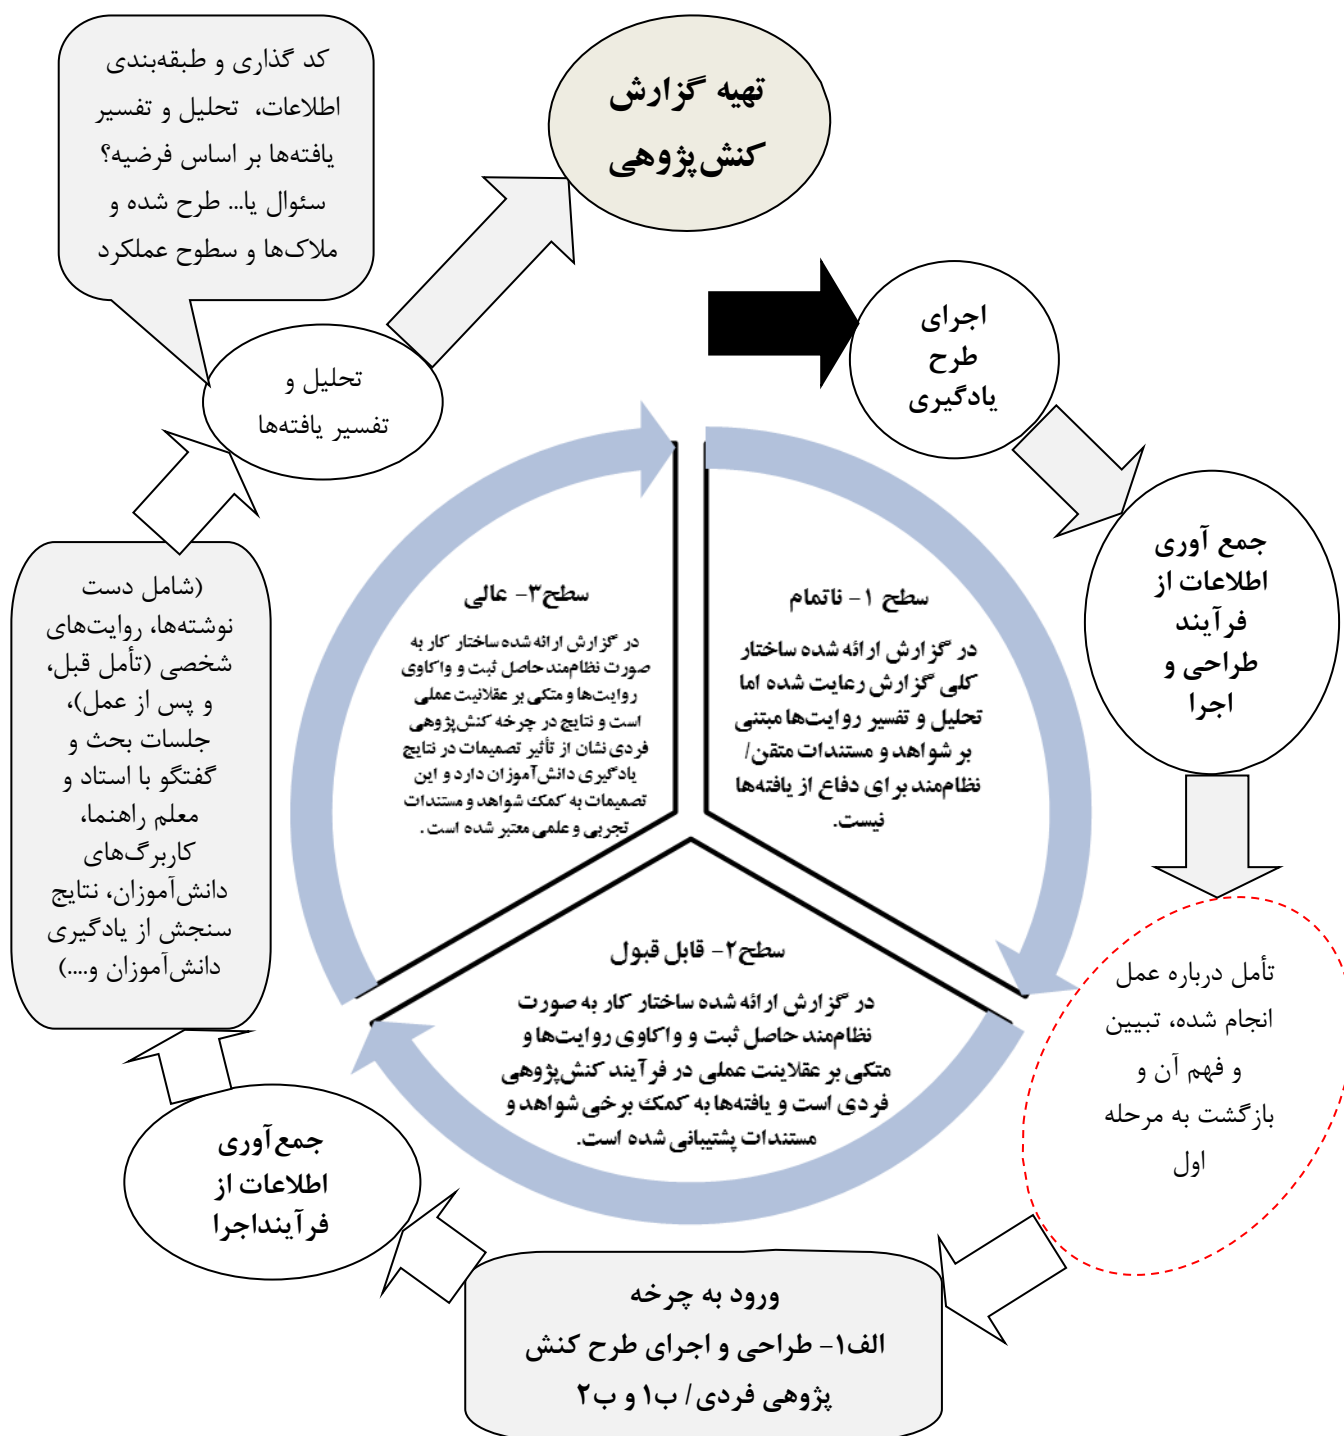 تهیه گزارش
کنش‌پژوهی
اجرای
طرح
یادگیری
جمع آوری
اطلاعات از
فرآیند
طراحی و
اجرا
تأمل درباره عمل
انجام شده، تبیین
و فهم آن و
بازگشت به مرحله
اول
ورود به چرخه
الف۱- طراحی و اجرای طرح کنش
پژوهی فردی/ ب۱ و ب۲
جمع‌آوری
اطلاعات از
فرآینداجرا
(شامل دست
نوشته‌ها، روایت‌های
شخصی (تأمل قبل،
و پس از عمل)،
جلسات بحث و
گفتگو با استاد و
معلم راهنما،
کاربرگ‌های
دانش‌آموزان، نتایج
سنجش از یادگیری
دانش‌آموزان و....)
تحلیل و
تفسیر یافته‌ها
کد گذاری و طبقه‌بندی
اطلاعات، تحلیل و تفسیر
یافته‌ها بر اساس فرضیه؟
سئوال یا... طرح شده و
ملاک‌ها و سطوح عملکرد
سطح ۱- ناتمام
در گزارش ارائه شده ساختار
کلی گزارش رعایت شده اما
تحلیل و تفسیر روایت‌ها مبتنی
بر شواهد و مستندات متقن/
نظام‌مند برای دفاع از یافته‌ها
نیست.
سطح۲- قابل قبول
در گزارش ارائه شده ساختار کار به صورت
نظام‌مند حاصل ثبت و واکاوی روایت‌ها و
متکی بر عقلاینت عملی در فرآیند کنش‌پژوهی
فردی است و یافته‌ها به کمک برخی شواهد و
مستندات پشتیبانی شده است.
سطح۳- عالی
در گزارش ارائه شده ساختار کار به
صورت نظام‌مند حاصل ثبت و واکاوی
روایت‌ها و متکی بر عقلانیت عملی
است و نتایج در چرخه کنش‌پژوهی
فردی نشان از تأثیر تصمیمات در نتایج
یادگیری دانش‌آموزان دارد و این
تصمیمات به کمک شواهد و مستندات
تجربی و علمی معتبر شده است.